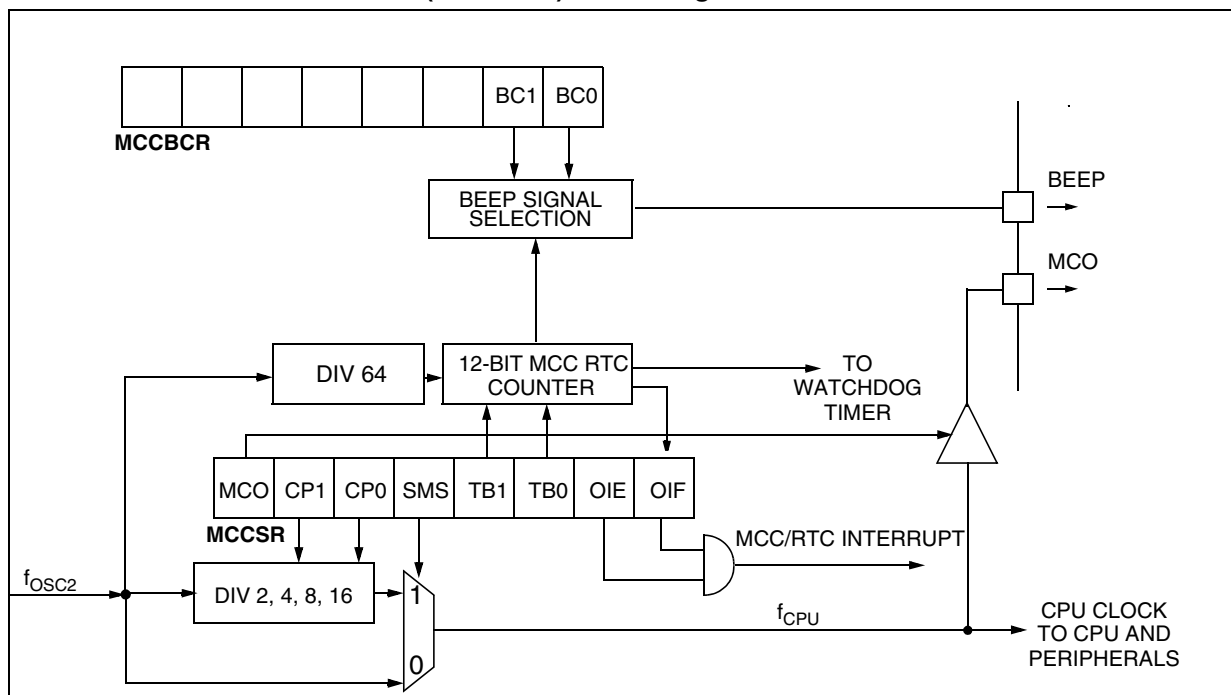 BC1 BC0
MCCBCR
BEEP SIGNAL
SELECTION
BEEP
MCO
DIV 64
12-BIT MCC RTC
COUNTER
TO
WATCHDOG
TIMER
MCO CP1 CP0 SMS TB1 TB0 OIE OIF
MCCSR
MCC/RTC INTERRUPT
fOSC2
DIV 2, 4, 8, 16
1
0
fCPU
CPU CLOCK
TO CPU AND
PERIPHERALS